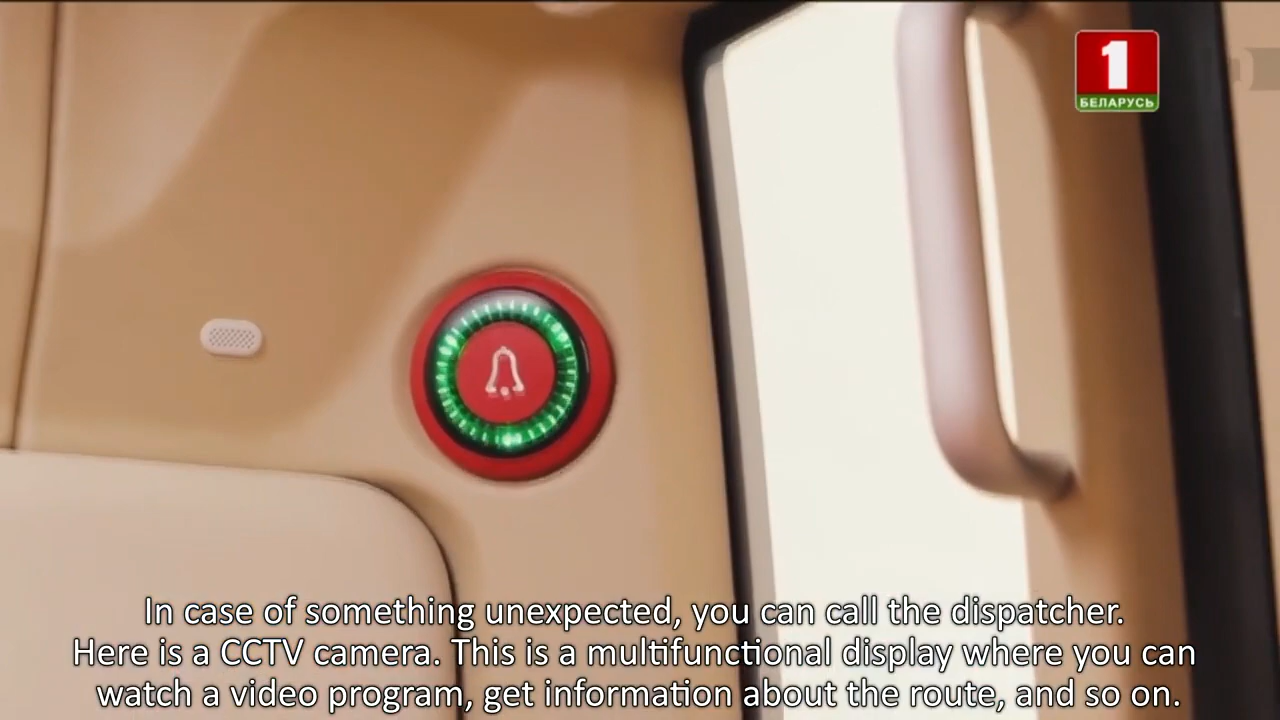 1
БЕЛАРУСЬ
In case of something unexpected, you can call the dispatcher.
Here is a CCTV camera. This is a multifunctional display where you can
watch a video program, get information about the route, and so on.